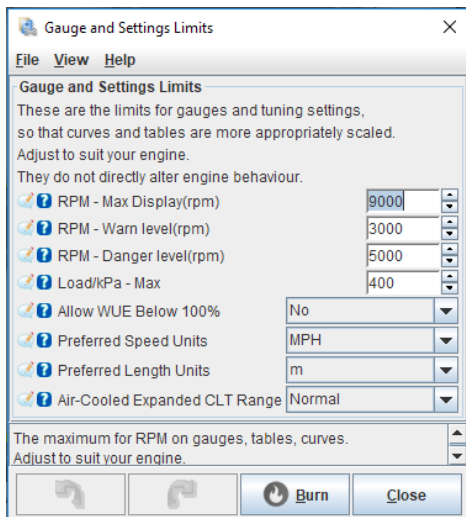 Gauge and Settings Limits
File View Help
Gauge and Settings Limits
These are the limits for gauges and tuning settings,
so that curves and tables are more appropriately scaled.
Adjust to suit your engine.
They do not directly alter engine behaviour.
RPM - Max Display(rpm) 9000
RPM - Warn level(rpm) 3000
RPM - Danger level(rpm) 5000
Load/kPa - Max 400
Allow WUE Below 100% No
Preferred Speed Units MPH
Preferred Length Units m
Air-Cooled Expanded CLT Range Normal
The maximum for RPM on gauges, tables, curves.
Adjust to suit your engine.
Burn Close